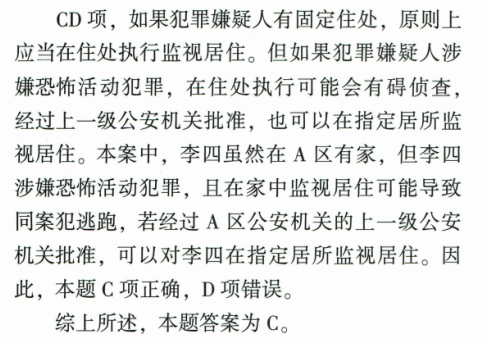 CD 项，如果犯罪嫌疑人有固定住处，原则上
应当在住处执行监视居住。但如果犯罪嫌疑人涉
嫌恐怖活动犯罪，在住处执行可能会有碍侦查，
经过上一级公安机关批准，也可以在指定居所监
视居住。本案中，李四虽然在 A 区有家，但李四
涉嫌恐怖活动犯罪，且在家中监视居住可能导致
同案犯逃跑，若经过 A 区公安机关的上一级公安
机关批准，可以对李四在指定居所监视居住。因
此，本题 C 项正确，D 项错误。
综上所述，本题答案为 C。